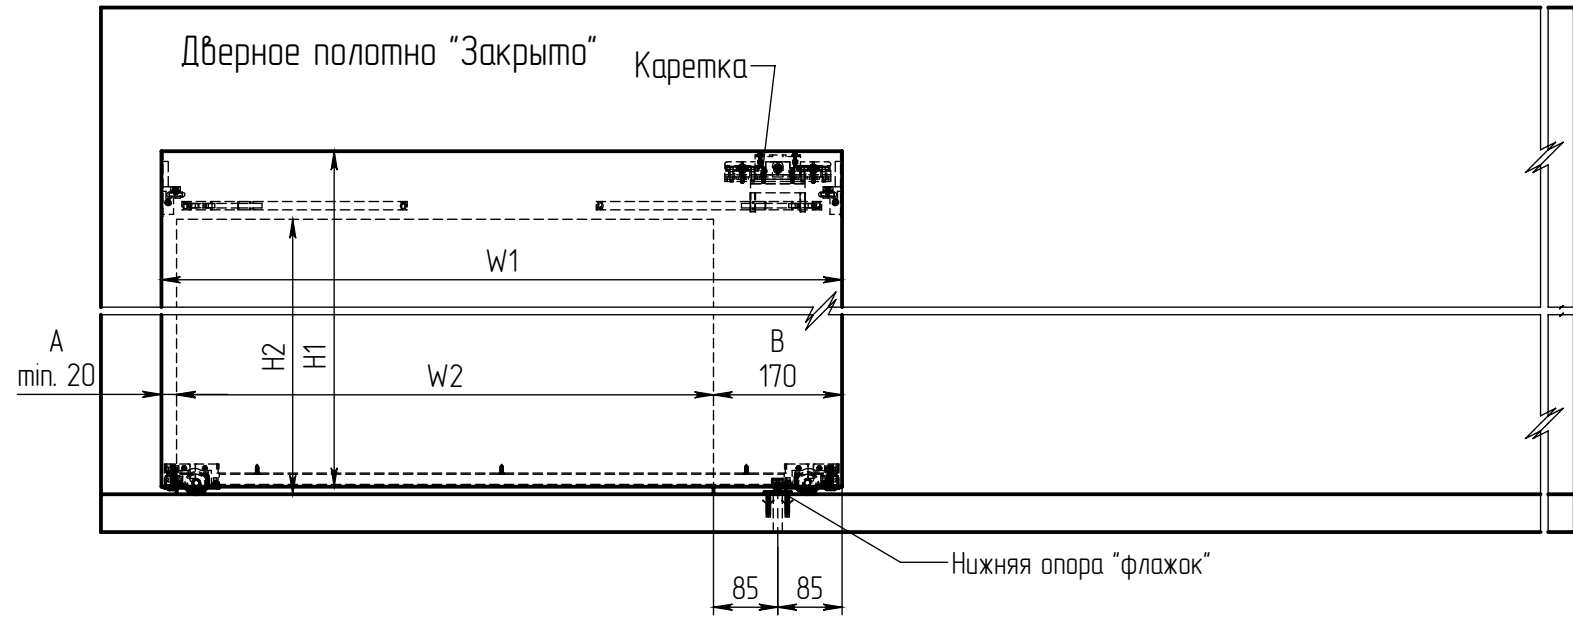 Дверное полотно "Закрыто"
Каретка
W1
A
min. 20
H2
H1
W2
B
170
Нижняя опора "флажок"
85
85